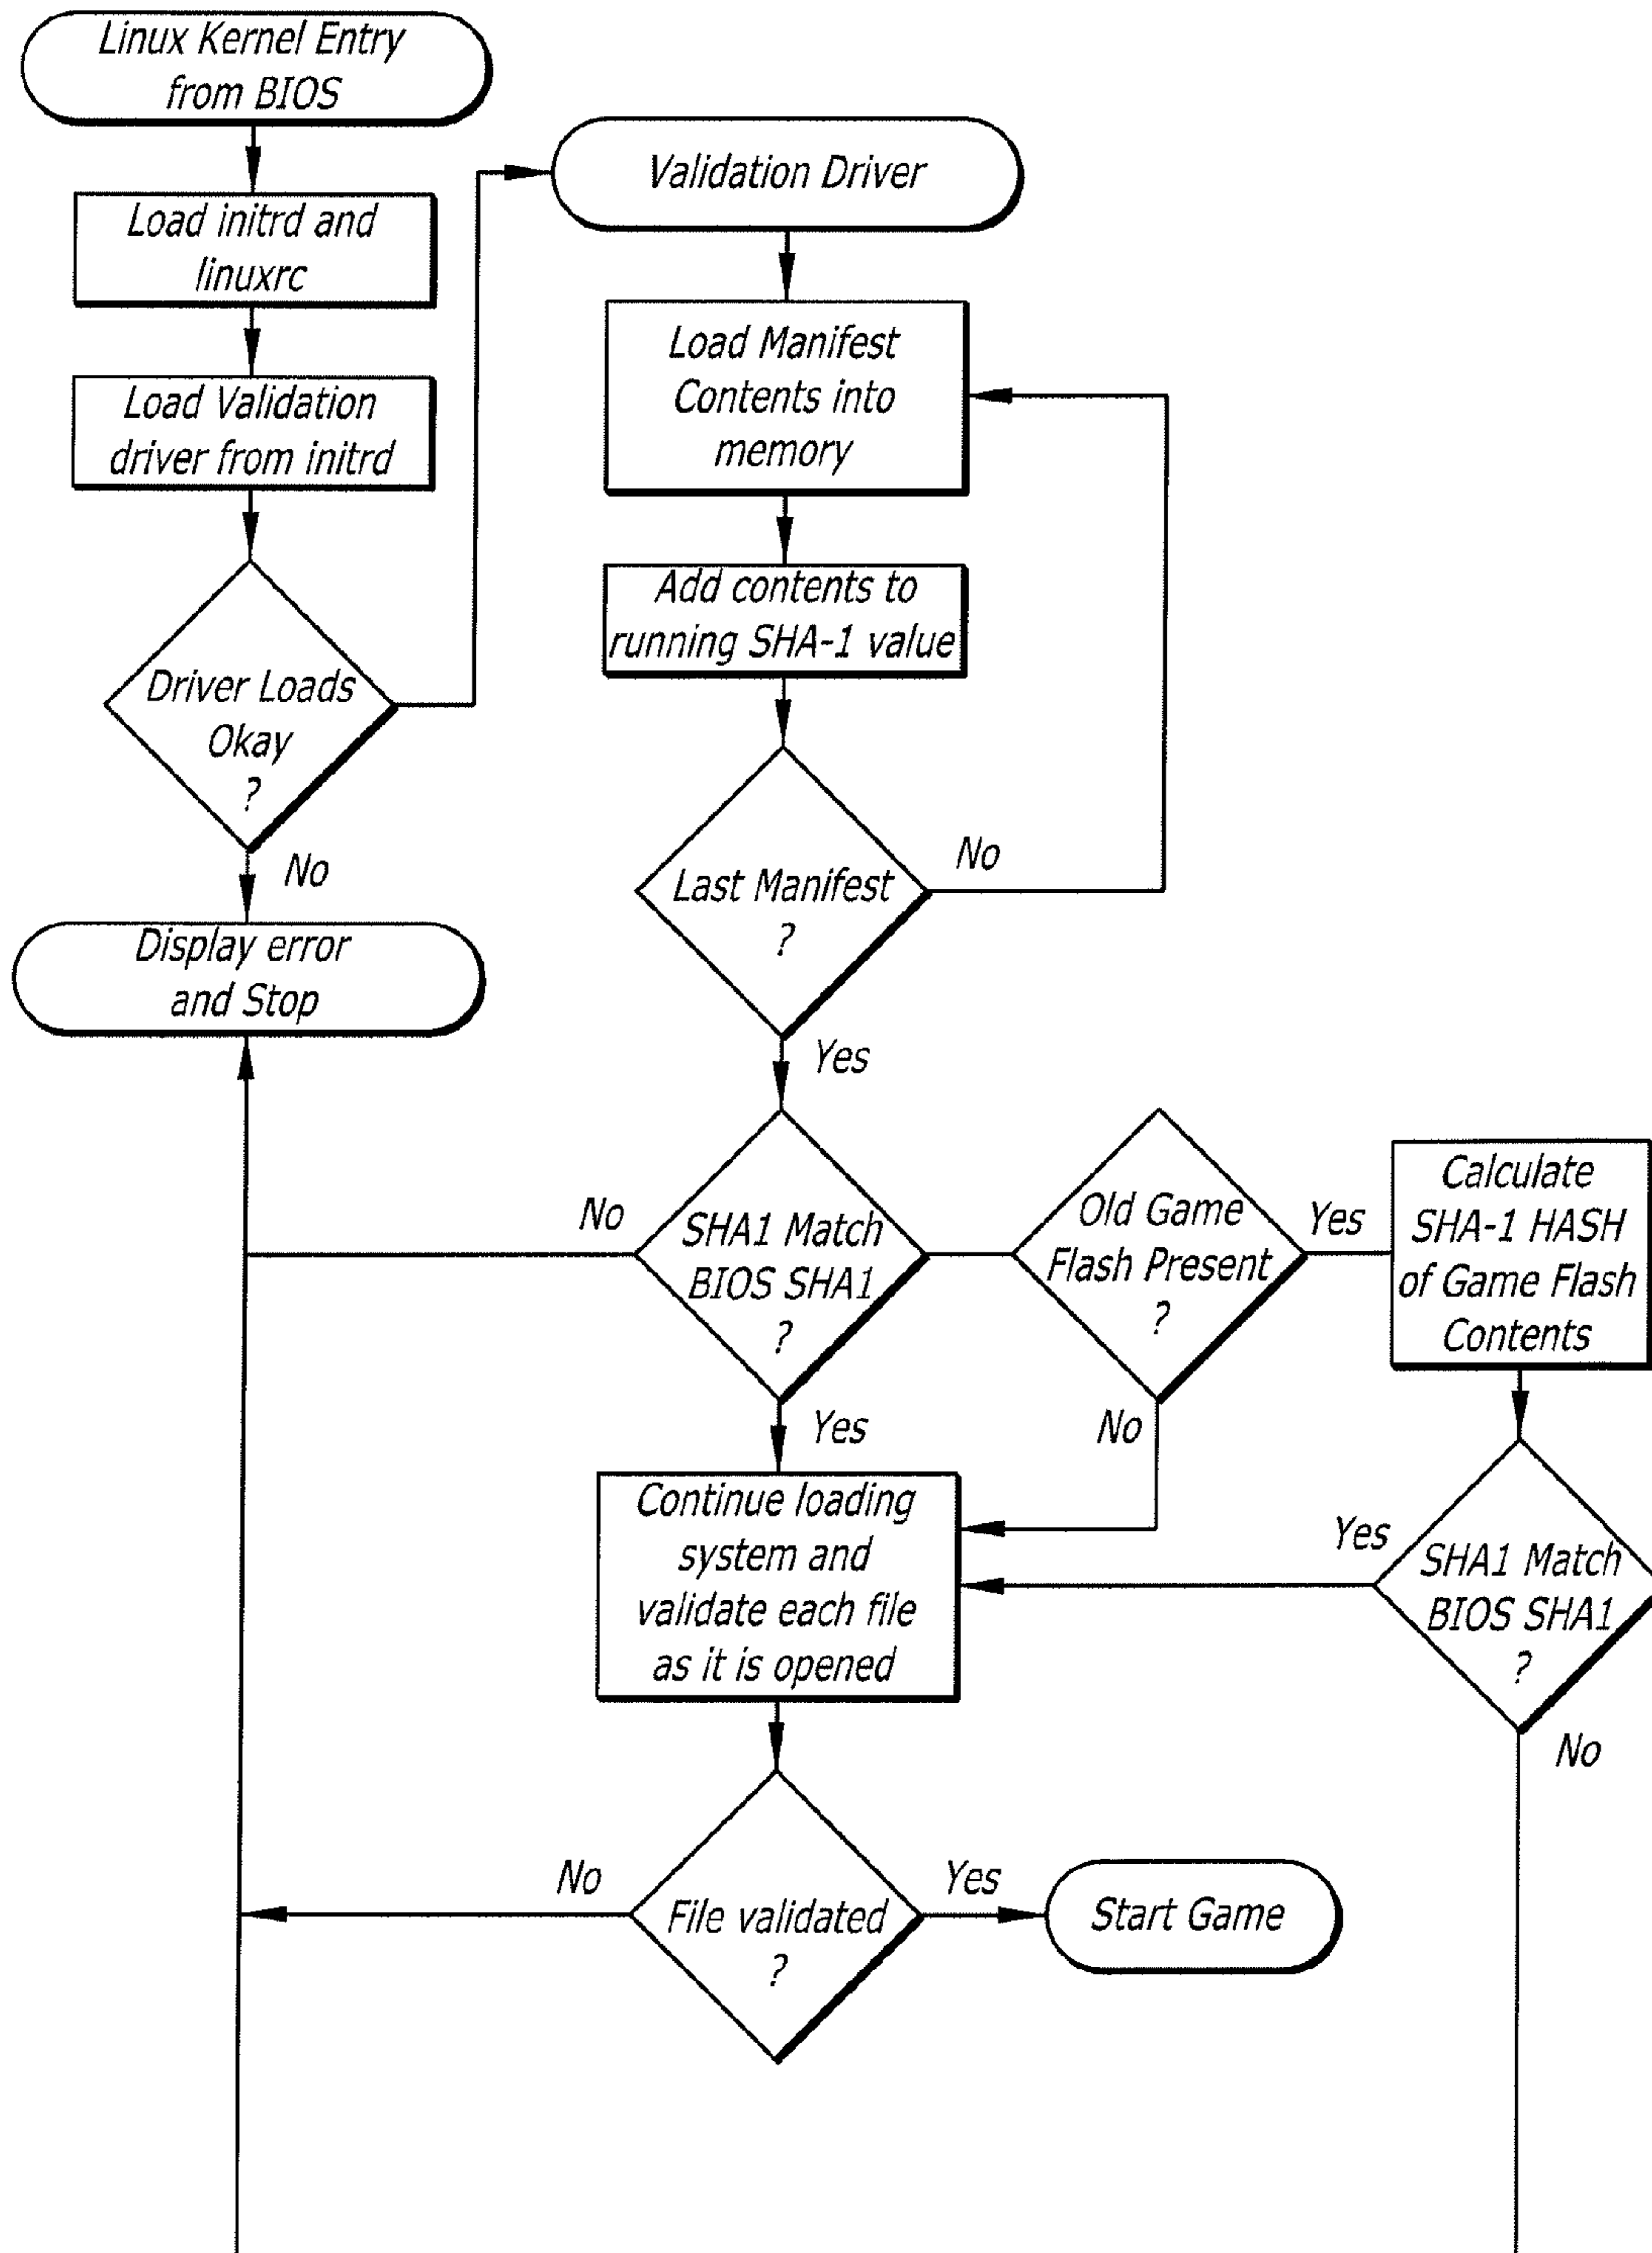 Linux Kernel Entry
from BIOS
Load initrd and
linuxrc
Load Validation
driver from initrd
Driver Loads
Okay
?
No
Display error
and Stop
Validation Driver
Load Manifest
Contents into
memory
Add contents to
running SHA-1 value
Last Manifest
?
No
Yes
SHA1 Match
BIOS SHA1
?
No
Yes
Old Game
Flash Present
?
Yes
No
Calculate
SHA-1 HASH
of Game Flash
Contents
SHA1 Match
BIOS SHA1
?
Yes
No
Continue loading
system and
validate each file
as it is opened
File validated
?
No
Yes
Start Game